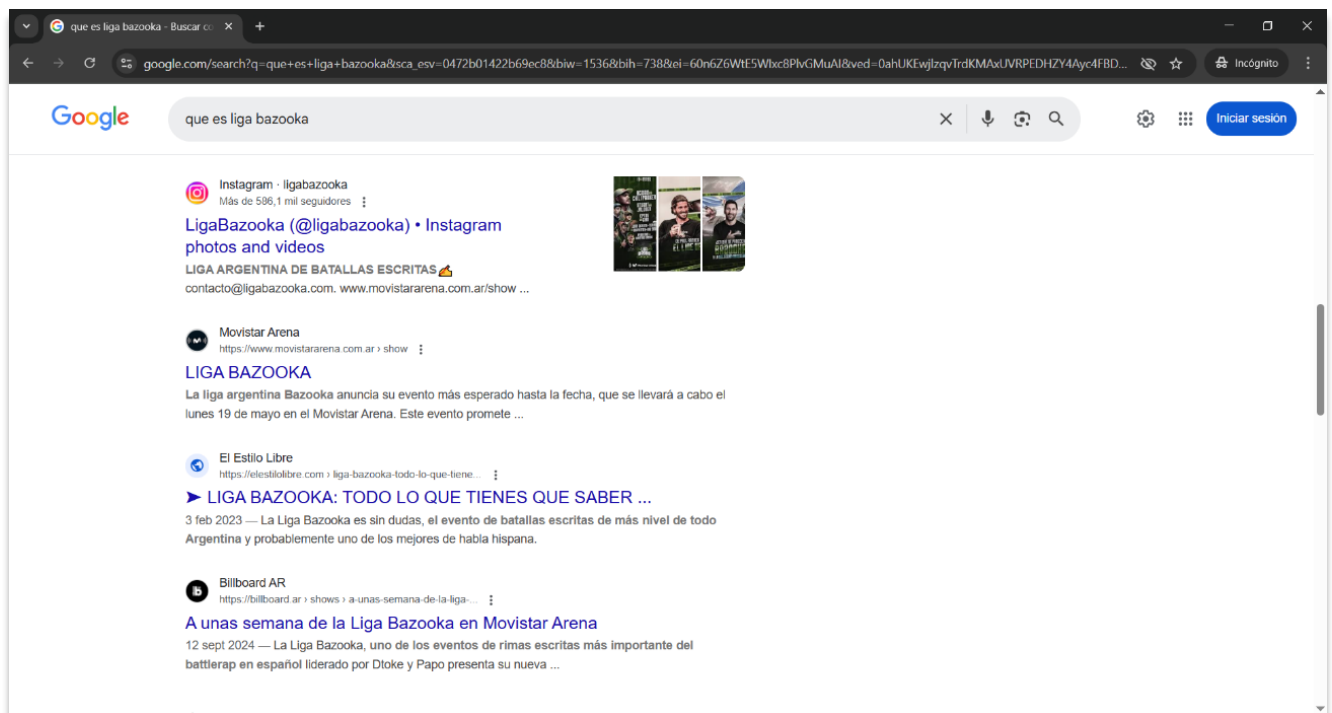 que es liga bazooka - Buscar co
google.com/search?q=que+es+liga+bazooka&sca_esv=0472b01422b69ec8&biw=1536&bih=738&ei=60n6Z6WtE5Wlxc8PlvGMuAI&ved=0ahUKEwjlzqvTrdKMAxUVRPEDHZY4Ayc4FBD...
Incógnito
Google
que es liga bazooka
Iniciar sesión
Instagram · ligabazooka
Más de 586,1 mil seguidores
LigaBazooka (@ligabazooka) • Instagram
photos and videos
LIGA ARGENTINA DE BATALLAS ESCRITAS✍
contacto@ligabazooka.com. www.movistararena.com.ar/show ...
Movistar Arena
https://www.movistararena.com.ar › show
LIGA BAZOOKA
La liga argentina Bazooka anuncia su evento más esperado hasta la fecha, que se llevará a cabo el
lunes 19 de mayo en el Movistar Arena. Este evento promete ...
El Estilo Libre
https://elestilolibre.com › liga-bazooka-todo-lo-que-tiene...
➤ LIGA BAZOOKA: TODO LO QUE TIENES QUE SABER ...
3 feb 2023 — La Liga Bazooka es sin dudas, el evento de batallas escritas de más nivel de todo
Argentina y probablemente uno de los mejores de habla hispana.
Billboard AR
https://billboard.ar › shows › a-unas-semana-de-la-liga-...
A unas semana de la Liga Bazooka en Movistar Arena
12 sept 2024 — La Liga Bazooka, uno de los eventos de rimas escritas más importante del
battlerap en español liderado por Dtoke y Papo presenta su nueva ...